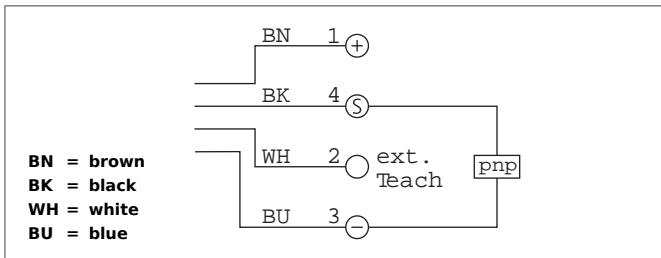 BN 1 +
BK 4 S
WH 2 ext.
Teach
pnp
BU 3 −
BN = brown
BK = black
WH = white
BU = blue